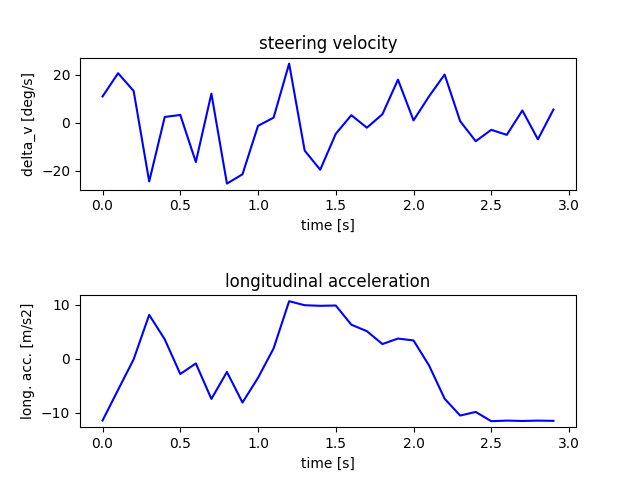 steering velocity
20
0
−20
delta_v [deg/s]
0.0 0.5 1.0 1.5 2.0 2.5 3.0
time [s]
longitudinal acceleration
10
0
−10
long. acc. [m/s2]
0.0 0.5 1.0 1.5 2.0 2.5 3.0
time [s]